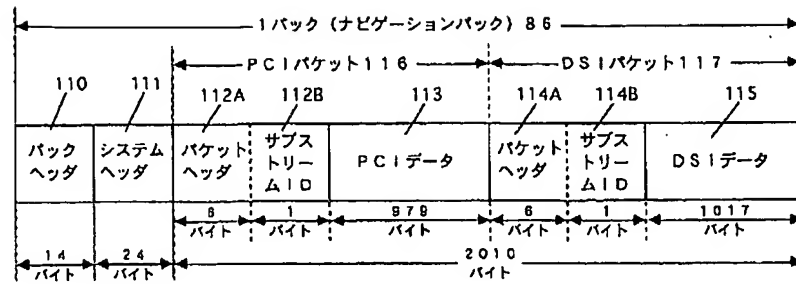 1パック (ナビゲーションパック) 86
PCIパケット116
DSIパケット117
110
111
112A
112B
113
114A
114B
115
パック
ヘッダ
システム
ヘッダ
パケット
ヘッダ
サブス
トリー
ムID
PCIデータ
パケット
ヘッダ
サブス
トリー
ムID
DSIデータ
6
バイト
1
バイト
979
バイト
6
バイト
1
バイト
1017
バイト
14
バイト
24
バイト
2010
バイト